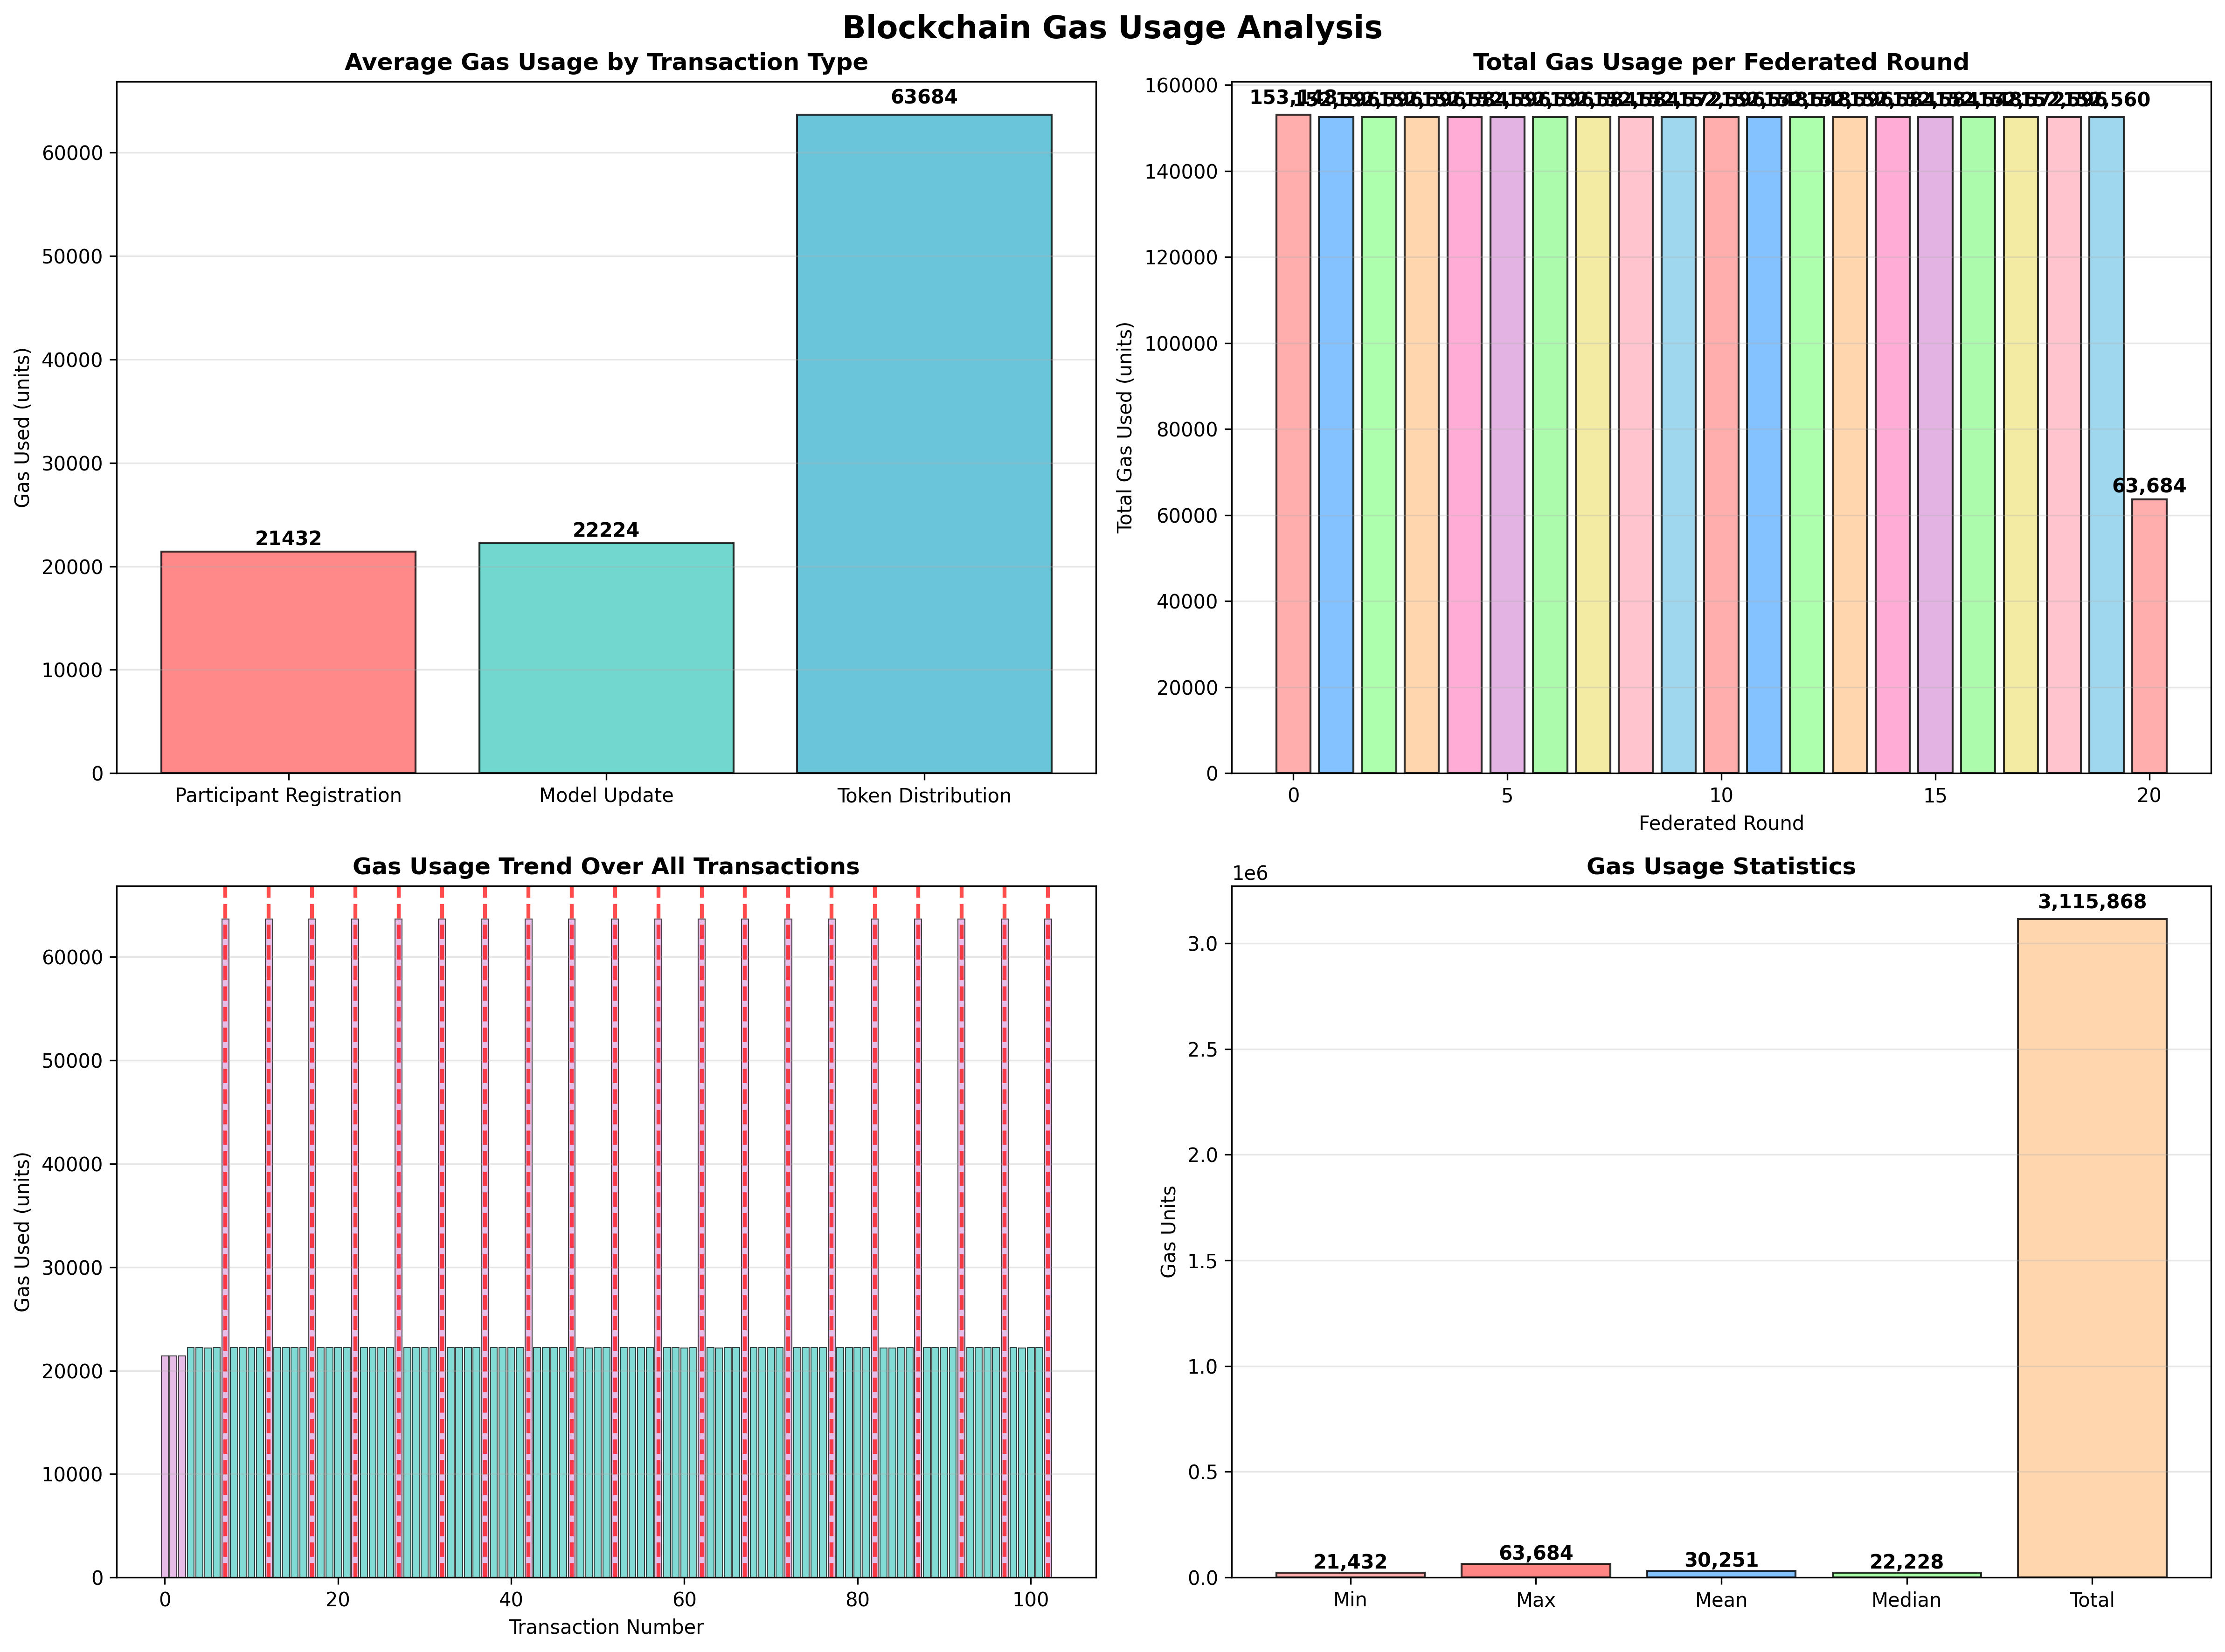 Blockchain Gas Usage Analysis
Average Gas Usage by Transaction Type
63684
60000
50000
40000
30000
20000
10000
0
Gas Used (units)
21432
22224
Participant Registration
Model Update
Token Distribution
Total Gas Usage per Federated Round
160000
140000
120000
100000
80000
60000
40000
20000
0
Total Gas Used (units)
63,684
0
5
10
15
20
Federated Round
Gas Usage Trend Over All Transactions
60000
50000
40000
30000
20000
10000
0
Gas Used (units)
0
20
40
60
80
100
Transaction Number
Gas Usage Statistics
1e6
3,115,868
3.0
2.5
2.0
1.5
1.0
0.5
0.0
Gas Units
21,432
63,684
30,251
22,228
Min
Max
Mean
Median
Total